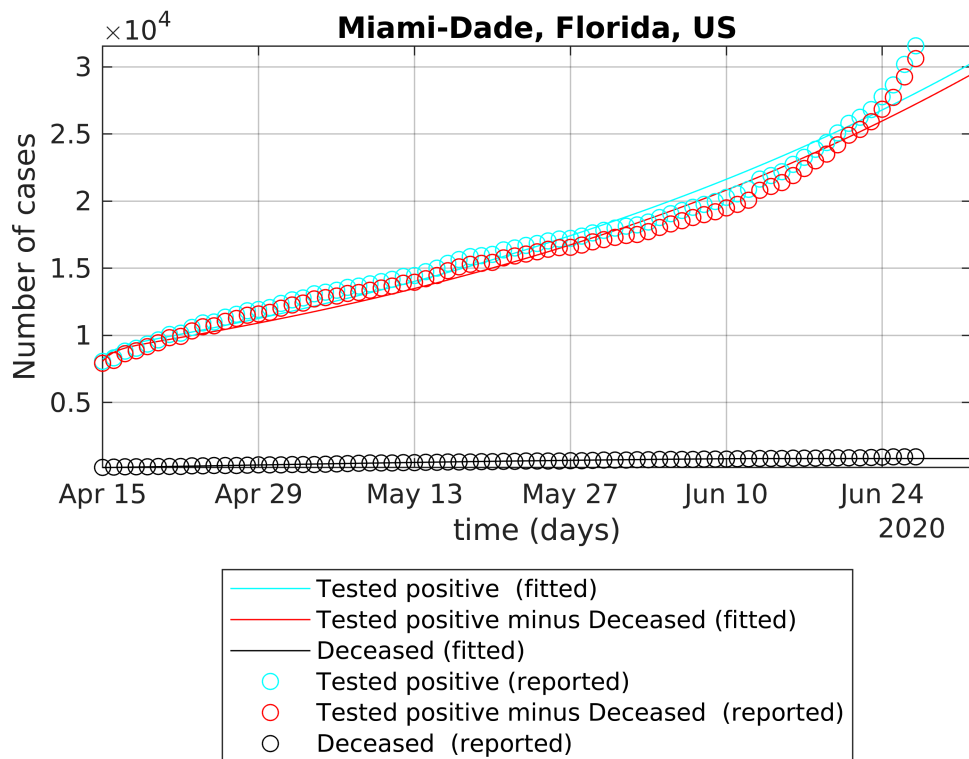 ×10⁴
Miami-Dade, Florida, US
Number of cases
3
2.5
2
1.5
1
0.5
Apr 15 Apr 29 May 13 May 27 Jun 10 Jun 24
2020
time (days)
Tested positive (fitted)
Tested positive minus Deceased (fitted)
Deceased (fitted)
Tested positive (reported)
Tested positive minus Deceased (reported)
Deceased (reported)